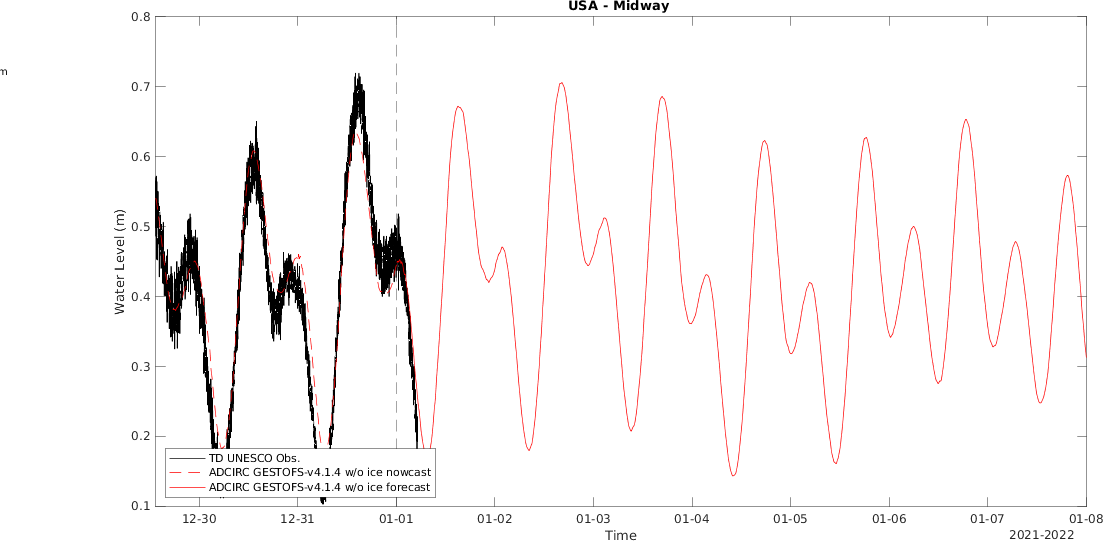 USA - Midway
m
0.8
0.7
0.6
0.5
0.4
0.3
0.2
0.1
Water Level (m)
TD UNESCO Obs.
ADCIRC GESTOFS-v4.1.4 w/o ice nowcast
ADCIRC GESTOFS-v4.1.4 w/o ice forecast
12-30 12-31 01-01 01-02 01-03 01-04 01-05 01-06 01-07 01-08
Time
2021-2022